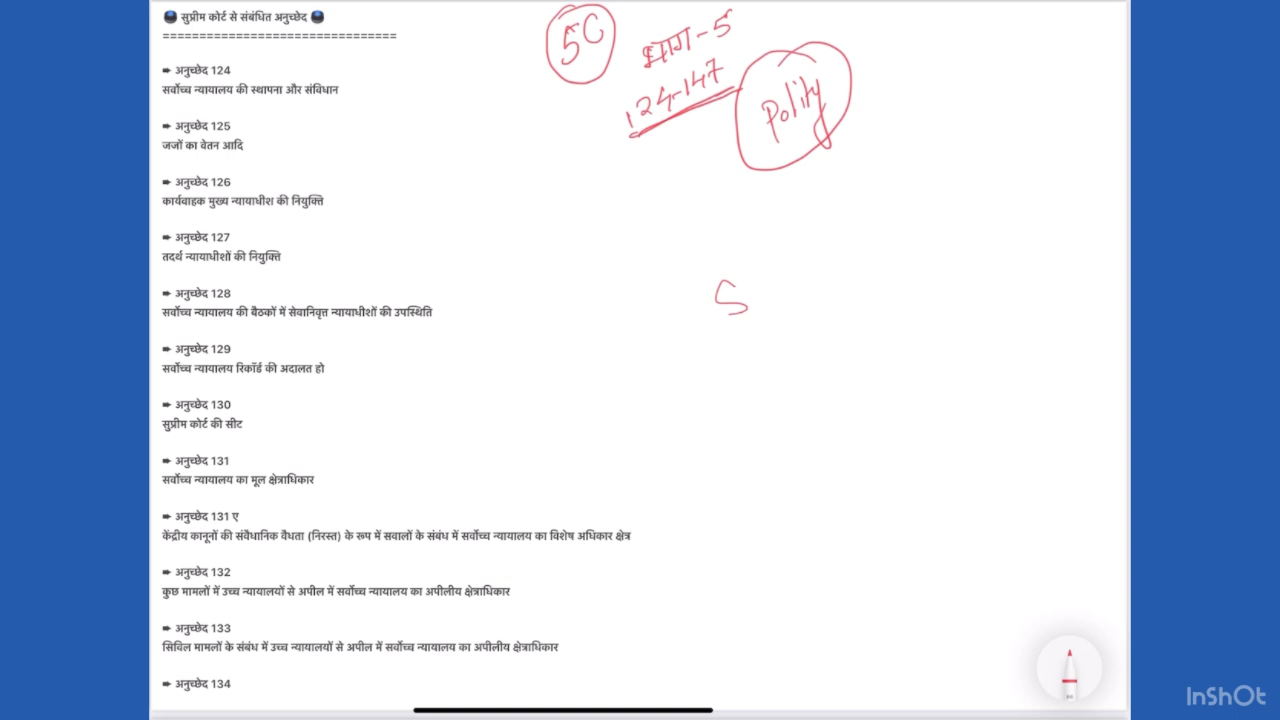 सुप्रीम कोर्ट से संबंधित अनुच्छेद
================================
➨ अनुच्छेद 124
सर्वोच्च न्यायालय की स्थापना और संविधान
➨ अनुच्छेद 125
जजों का वेतन आदि
➨ अनुच्छेद 126
कार्यवाहक मुख्य न्यायाधीश की नियुक्ति
➨ अनुच्छेद 127
तदर्थ न्यायाधीशों की नियुक्ति
➨ अनुच्छेद 128
सर्वोच्च न्यायालय की बैठकों में सेवानिवृत्त न्यायाधीशों की उपस्थिति
➨ अनुच्छेद 129
सर्वोच्च न्यायालय रिकॉर्ड की अदालत हो
➨ अनुच्छेद 130
सुप्रीम कोर्ट की सीट
➨ अनुच्छेद 131
सर्वोच्च न्यायालय का मूल क्षेत्राधिकार
➨ अनुच्छेद 131 ए
केंद्रीय कानूनों की संवैधानिक वैधता (निरस्त) के रूप में सवालों के संबंध में सर्वोच्च न्यायालय का विशेष अधिकार क्षेत्र
➨ अनुच्छेद 132
कुछ मामलों में उच्च न्यायालयों से अपील में सर्वोच्च न्यायालय का अपीलीय क्षेत्राधिकार
➨ अनुच्छेद 133
सिविल मामलों के संबंध में उच्च न्यायालयों से अपील में सर्वोच्च न्यायालय का अपीलीय क्षेत्राधिकार
➨ अनुच्छेद 134
SC
भाग-5
124-147
Polity
S
InShOt